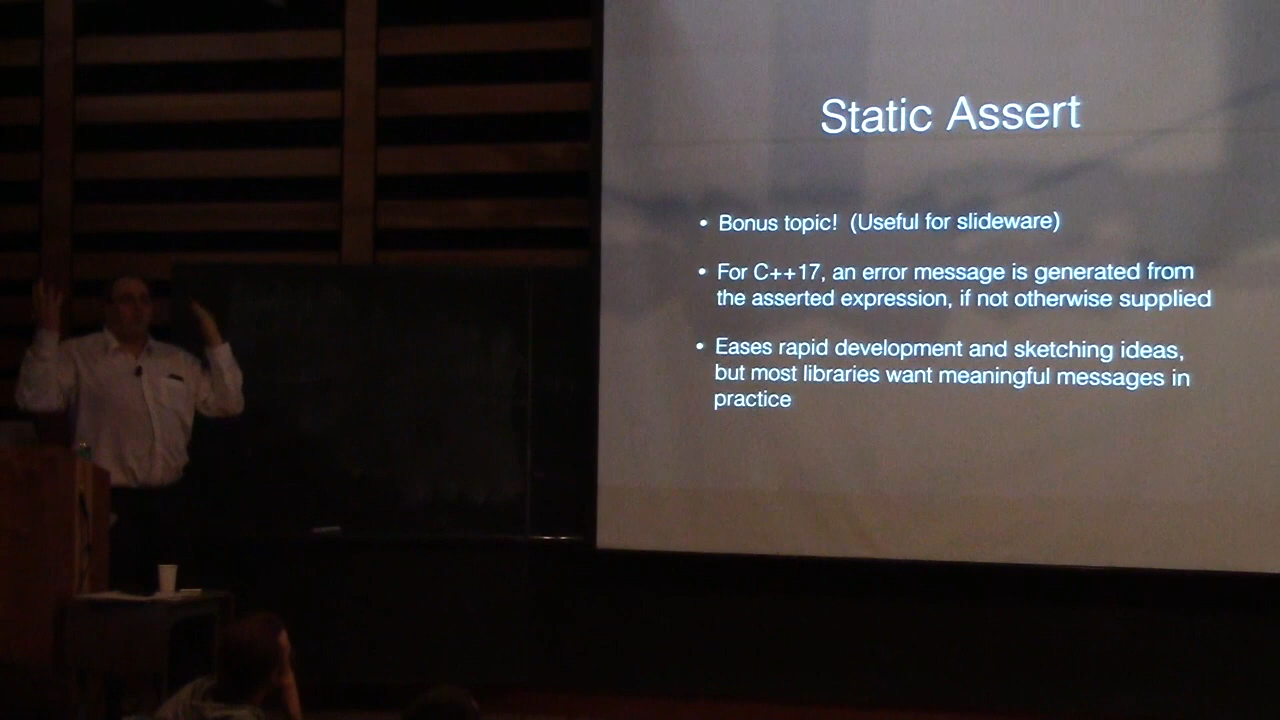 Static Assert
• Bonus topic!  (Useful for slideware)
• For C++17, an error message is generated from
the asserted expression, if not otherwise supplied
• Eases rapid development and sketching ideas,
but most libraries want meaningful messages in
practice